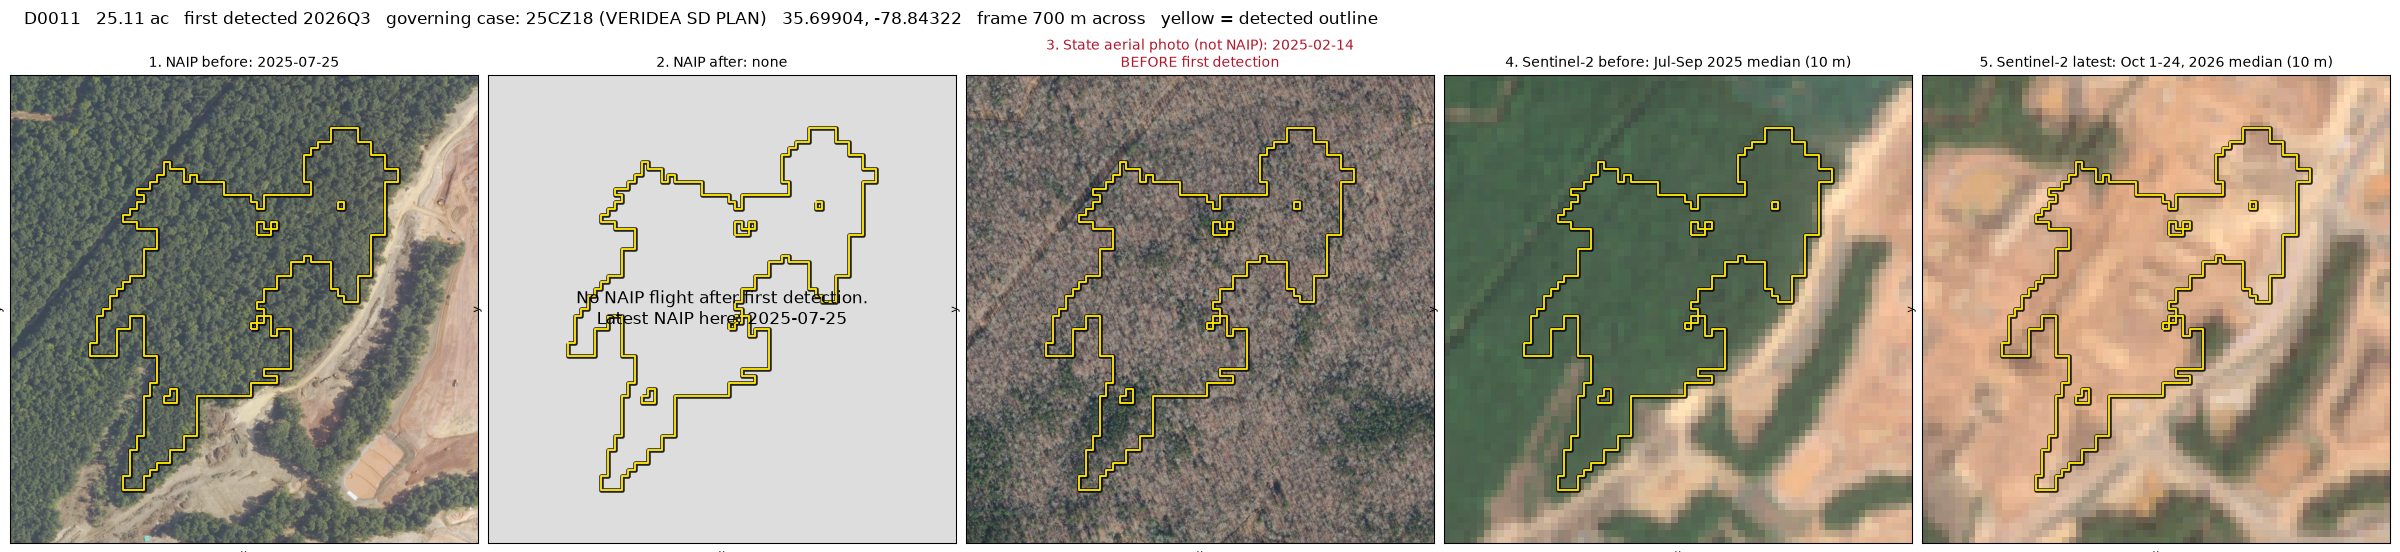 D0011   25.11 ac   first detected 2026Q3   governing case: 25CZ18 (VERIDEA SD PLAN)   35.69904, -78.84322   frame 700 m across   yellow = detected outline
1. NAIP before: 2025-07-25
2. NAIP after: none
3. State aerial photo (not NAIP): 2025-02-14
BEFORE first detection
4. Sentinel-2 before: Jul-Sep 2025 median (10 m)
5. Sentinel-2 latest: Oct 1-24, 2026 median (10 m)
No NAIP flight after first detection.
Latest NAIP here: 2025-07-25